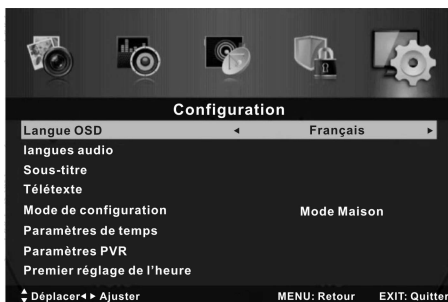 Configuration
Langue OSD ◄ Français ►
langues audio
Sous-titre
Télétexte
Mode de configuration Mode Maison
Paramètres de temps
Paramètres PVR
Premier réglage de l'heure
Déplacer ◄ ► Ajuster MENU: Retour EXIT: Quitter